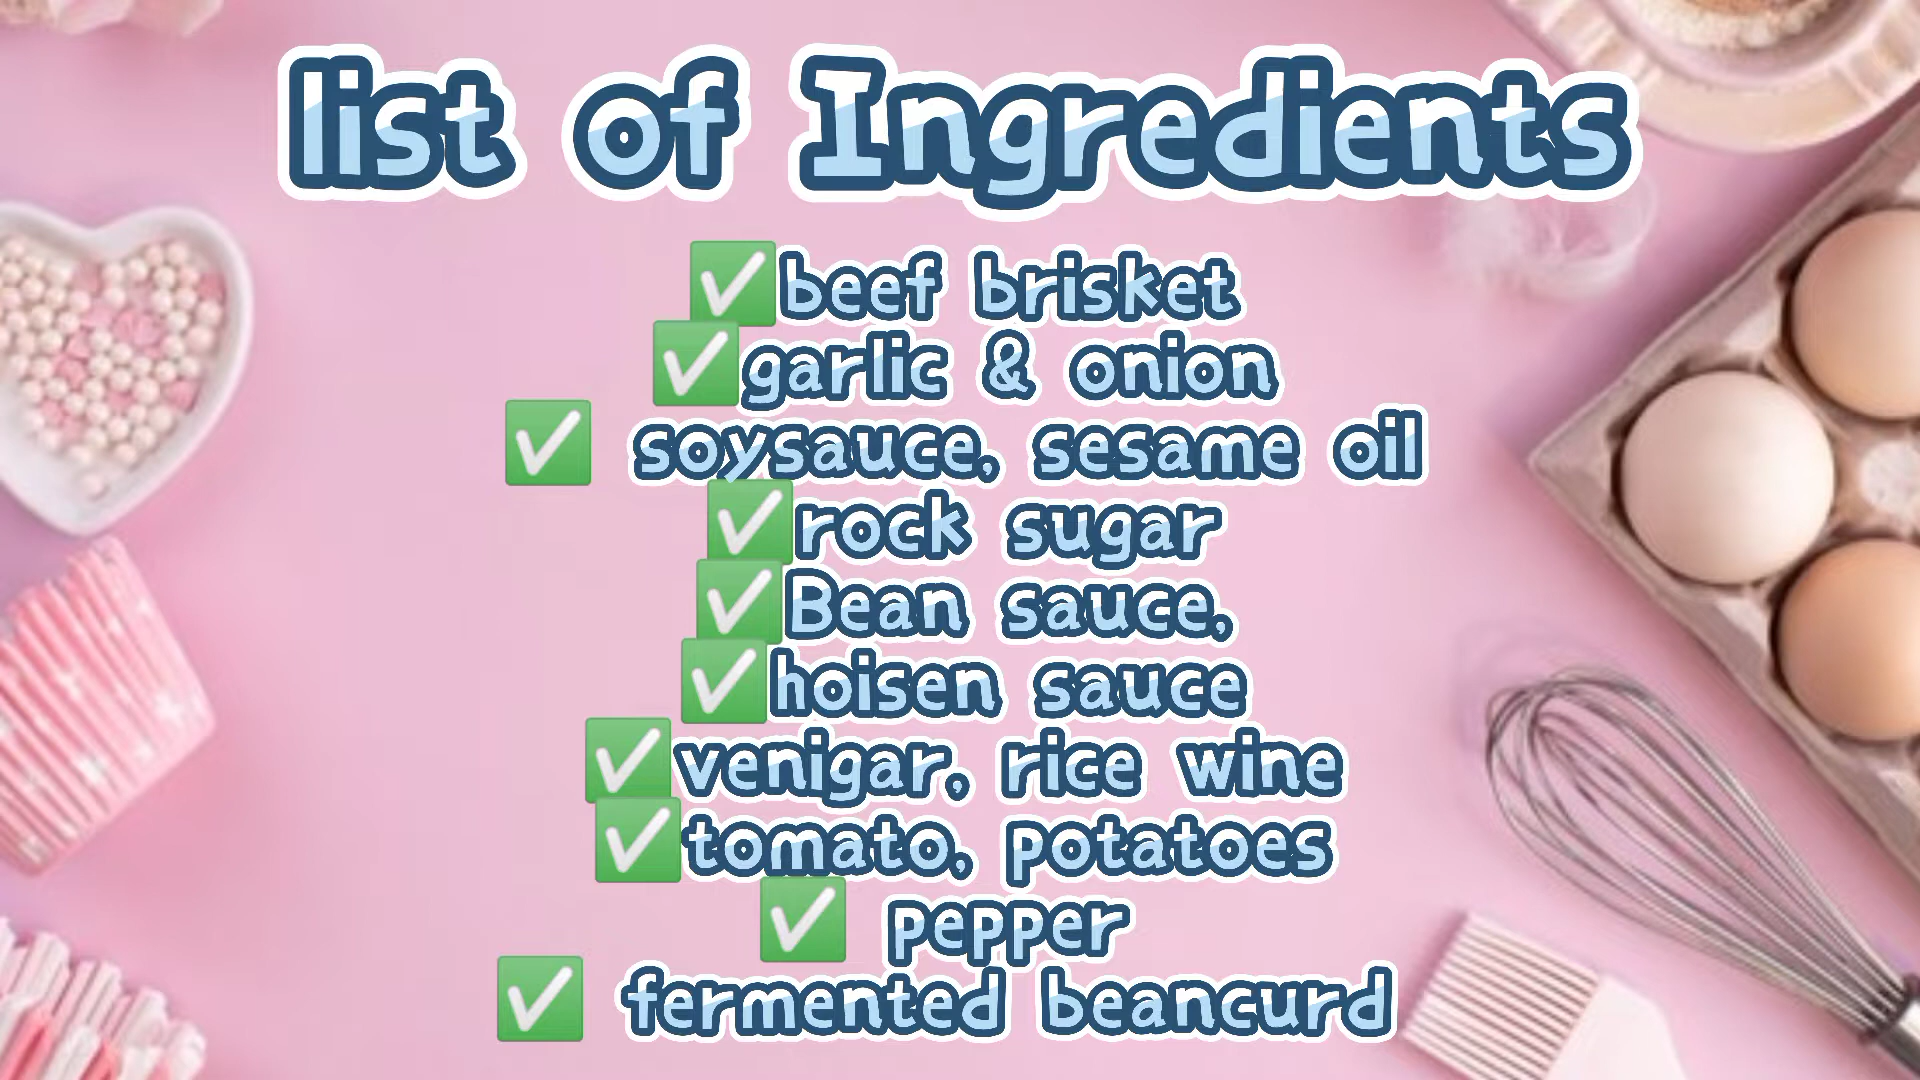 list of Ingredients
✅beef brisket
✅garlic & onion
✅ soysauce, sesame oil
✅rock sugar
✅Bean sauce,
✅hoisen sauce
✅venigar, rice wine
✅tomato, potatoes
✅ pepper
✅ fermented beancurd